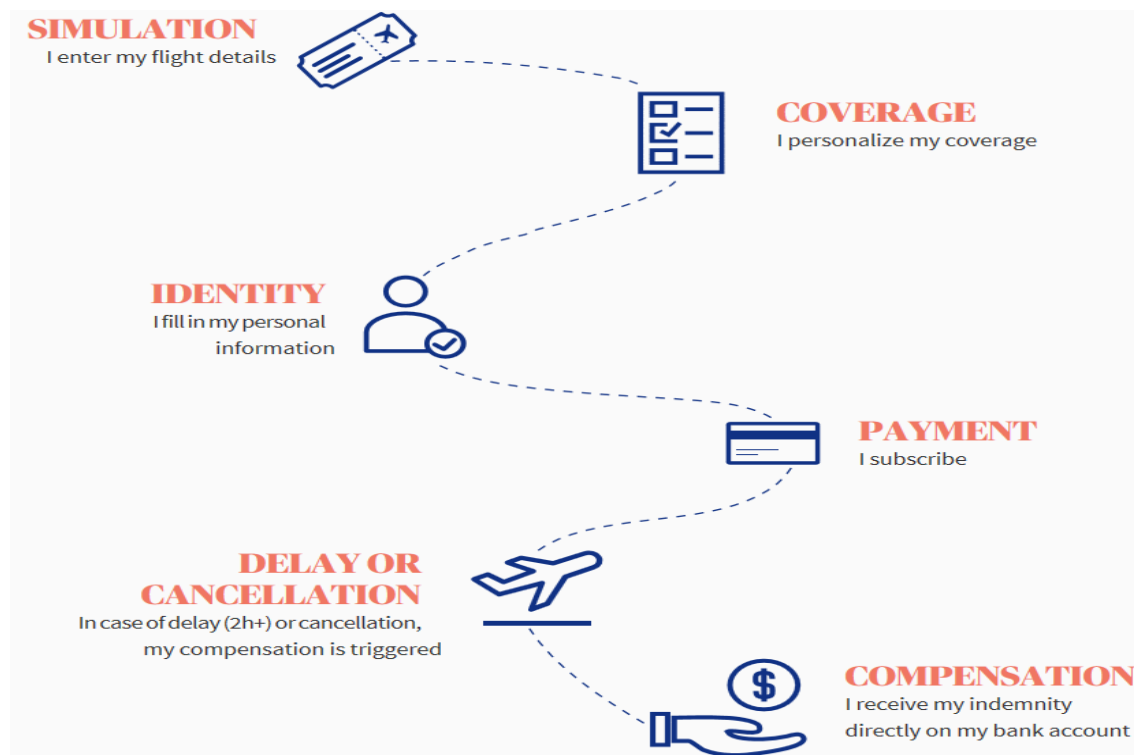 SIMULATION
I enter my flight details
COVERAGE
I personalize my coverage
IDENTITY
I fill in my personal
information
PAYMENT
I subscribe
DELAY OR
CANCELLATION
In case of delay (2h+) or cancellation,
my compensation is triggered
$
COMPENSATION
I receive my indemnity
directly on my bank account